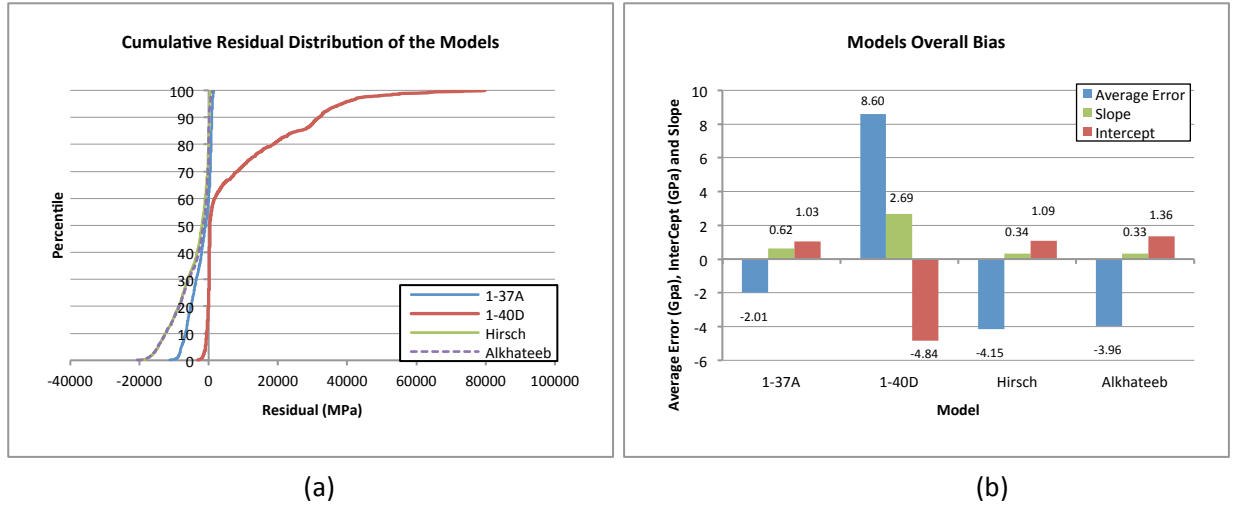 Cumulative Residual Distribution of the Models
Percentile
100
90
80
70
60
50
40
30
20
10
0
-40000 -20000 0 20000 40000 60000 80000 100000
Residual (MPa)
1-37A
1-40D
Hirsch
Alkhateeb
(a)
Models Overall Bias
Average Error (Gpa), InterCept (GPa) and Slope
10
8
6
4
2
0
-2
-4
-6
Average Error
Slope
Intercept
-2.01
0.62
1.03
8.60
2.69
-4.84
-4.15
0.34
1.09
-3.96
0.33
1.36
1-37A 1-40D Hirsch Alkhateeb
Model
(b)